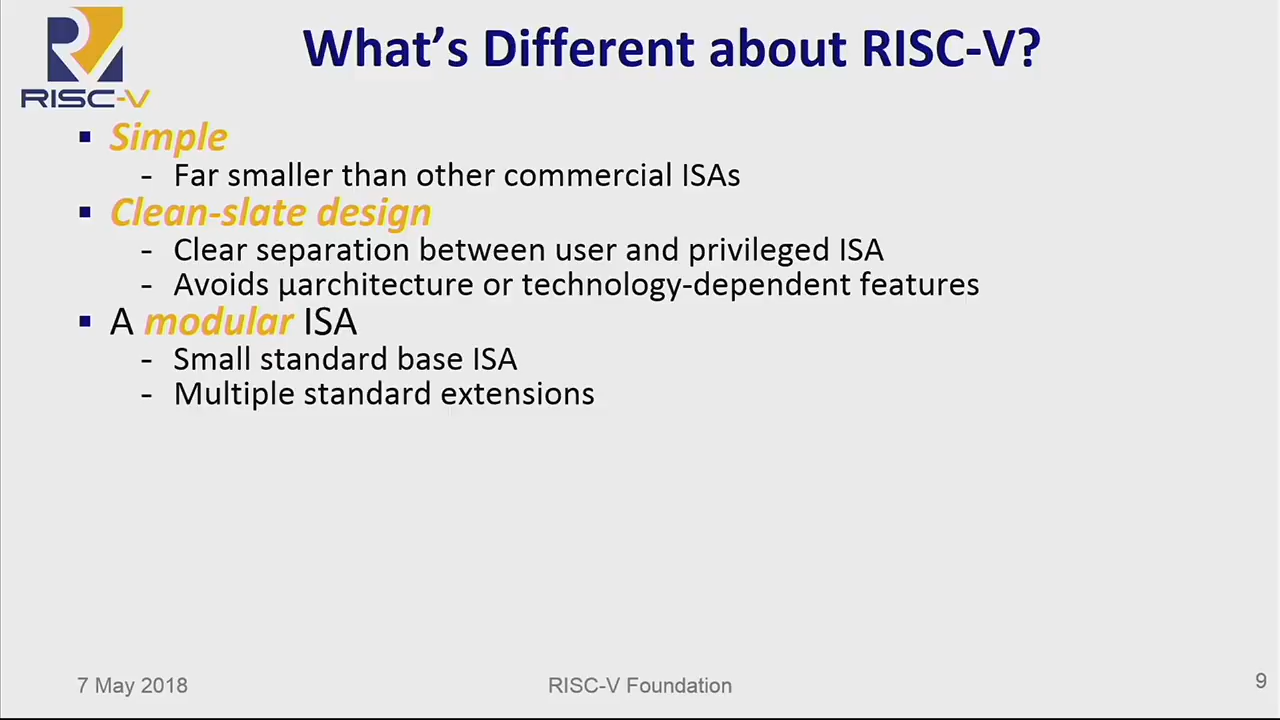 What's Different about RISC-V?
RISC-V
▪ Simple
- Far smaller than other commercial ISAs
▪ Clean-slate design
- Clear separation between user and privileged ISA
- Avoids µarchitecture or technology-dependent features
▪ A modular ISA
- Small standard base ISA
- Multiple standard extensions
7 May 2018
RISC-V Foundation
9